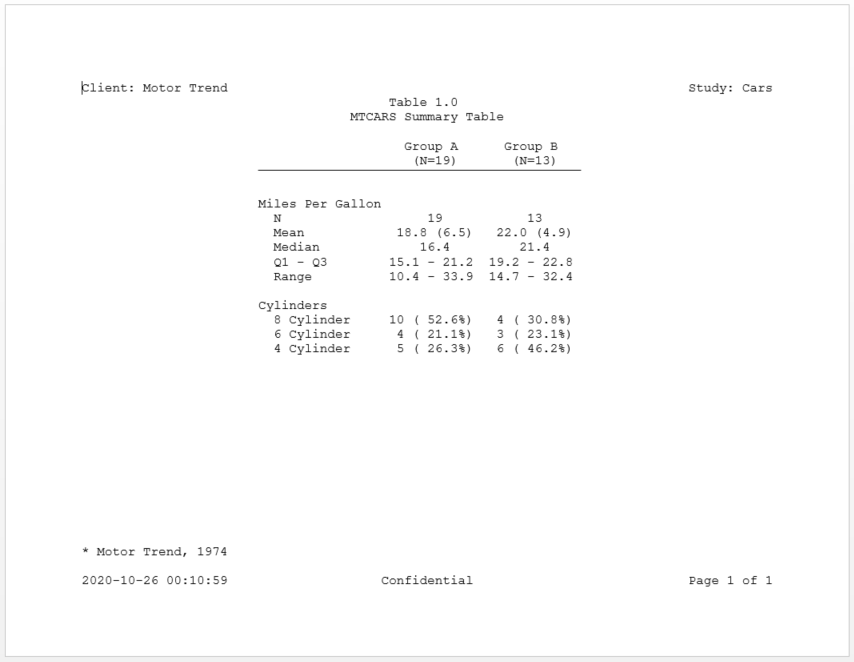 Client: Motor Trend Study: Cars
Table 1.0
MTCARS Summary Table
Group A Group B
(N=19) (N=13)
Miles Per Gallon
N 19 13
Mean 18.8 (6.5) 22.0 (4.9)
Median 16.4 21.4
Q1 - Q3 15.1 - 21.2 19.2 - 22.8
Range 10.4 - 33.9 14.7 - 32.4
Cylinders
8 Cylinder 10 ( 52.6%) 4 ( 30.8%)
6 Cylinder 4 ( 21.1%) 3 ( 23.1%)
4 Cylinder 5 ( 26.3%) 6 ( 46.2%)
* Motor Trend, 1974
2020-10-26 00:10:59 Confidential Page 1 of 1